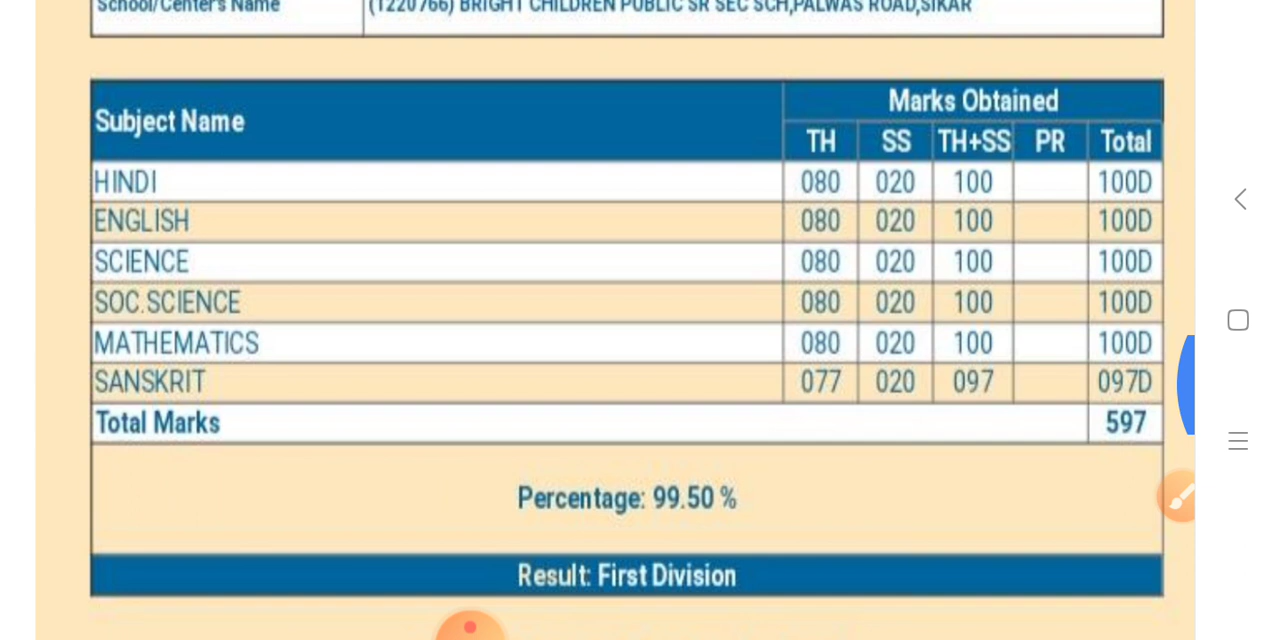 School/Center's Name (1220766) BRIGHT CHILDREN PUBLIC SR SEC SCH,PALWAS ROAD,SIKAR
Subject Name Marks Obtained
TH SS TH+SS PR Total
HINDI 080 020 100 100D
ENGLISH 080 020 100 100D
SCIENCE 080 020 100 100D
SOC.SCIENCE 080 020 100 100D
MATHEMATICS 080 020 100 100D
SANSKRIT 077 020 097 097D
Total Marks 597
Percentage: 99.50 %
Result: First Division